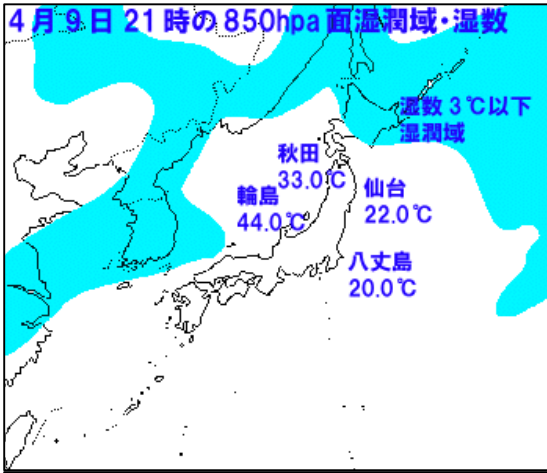 4月9日21時の850hpa面湿潤域・湿数
湿数3℃以下
湿潤域
秋田
33.0℃
輪島
44.0℃
仙台
22.0℃
八丈島
20.0℃